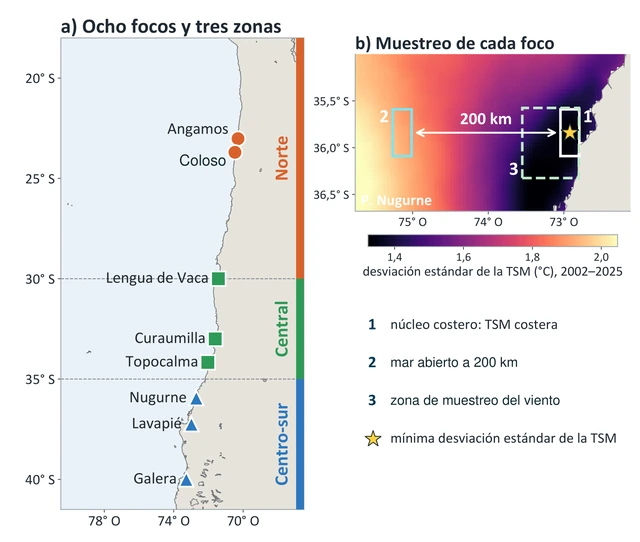 a) Ocho focos y tres zonas
20° S
25° S
30° S
35° S
40° S
78° O
74° O
70° O
Angamos
Coloso
Lengua de Vaca
Curaumilla
Topocalma
Nugurne
Lavapié
Galera
Norte
Central
Centro-sur
b) Muestreo de cada foco
35,5° S
36,0° S
36,5° S
2
200 km
1
3
P. Nugurne
75° O
74° O
73° O
1,4
1,6
1,8
2,0
desviación estándar de la TSM (°C), 2002–2025
1 núcleo costero: TSM costera
2 mar abierto a 200 km
3 zona de muestreo del viento
mínima desviación estándar de la TSM